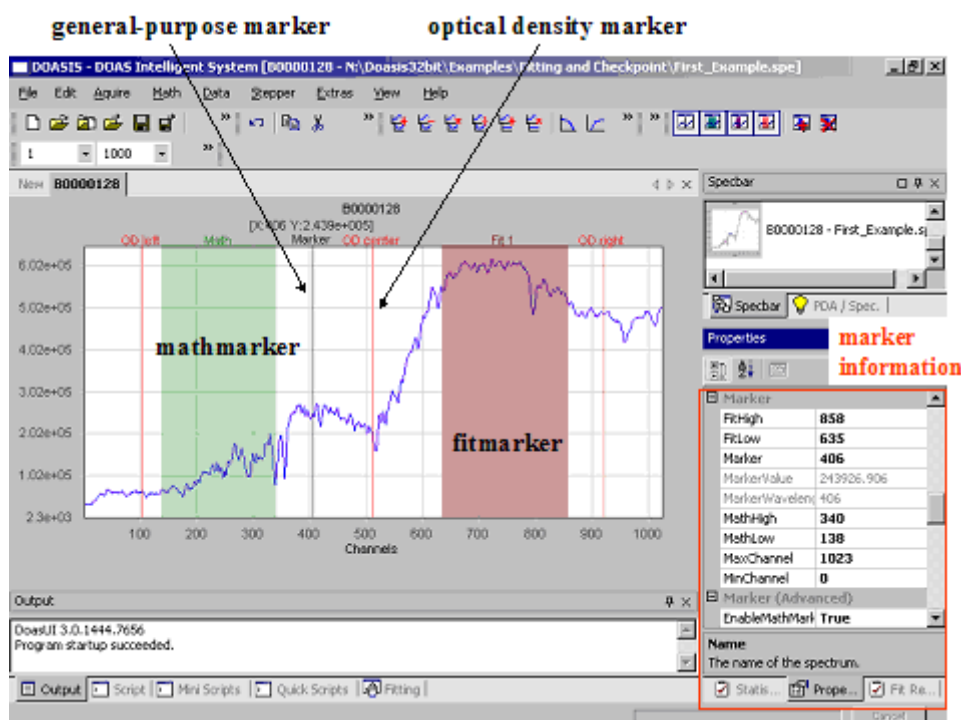 general-purpose marker
optical density marker
DOASIS - DOAS Intelligent System [B0000128 - N:\Doasis32bit\Examples\Fitting and Checkpoint\First_Example.spe]
File Edit Aquire Math Data Stepper Extras View Help
1 1000
New B0000128
B0000128
[X:406 Y:2.439e+005]
OD left Math Marker OD center Fit 1 OD right
6.02e+05
5.02e+05
4.02e+05
3.02e+05
2.02e+05
1.02e+05
2.3e+03
mathmarker
fitmarker
100 200 300 400 500 600 700 800 900 1000
Channels
Specbar
B0000128 - First_Example.s
Specbar PDA / Spec.
Properties
marker
information
Marker
FitHigh 858
FitLow 635
Marker 406
MarkerValue 243926.906
MarkerWaveleng 406
MathHigh 340
MathLow 138
MaxChannel 1023
MinChannel 0
Marker (Advanced)
EnableMathMark True
Name
The name of the spectrum.
Statis... Prope... Fit Re...
Output
DoasUI 3.0.1444.7656
Program startup succeeded.
Output Script Mini Scripts Quick Scripts Fitting
Cancel